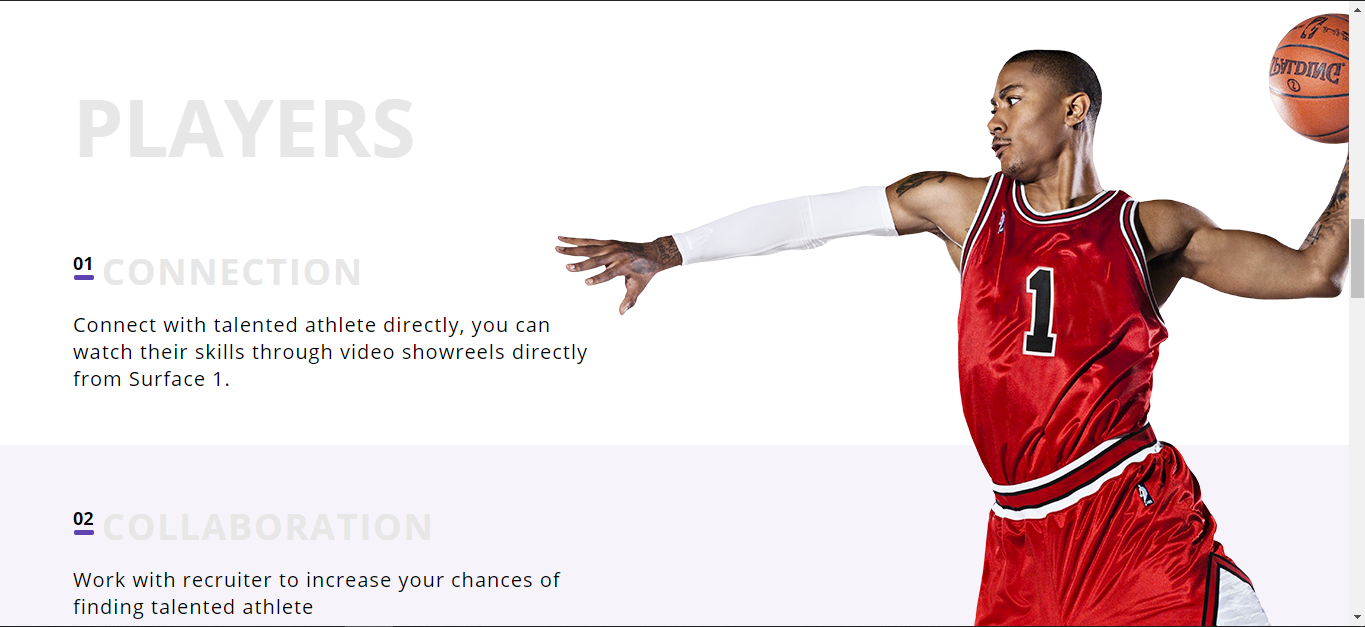 PLAYERS
01 CONNECTION
Connect with talented athlete directly, you can
watch their skills through video showreels directly
from Surface 1.
02 COLLABORATION
Work with recruiter to increase your chances of
finding talented athlete
SPALDING
1